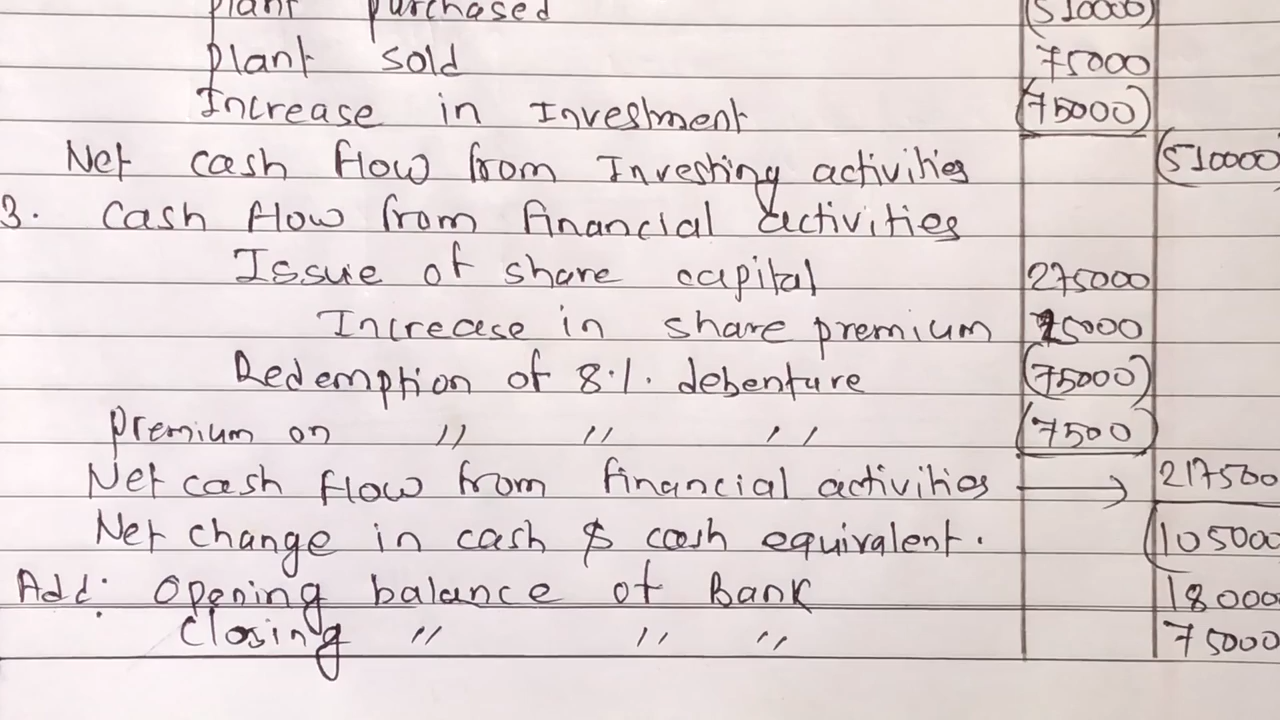 Plant purchased (510000)
Plant sold 75000
Increase in Investment (75000)
Net cash flow from Investing activities (510000
3. Cash flow from financial activities
Issue of share capital 275000
Increase in share premium 25000
Redemption of 8%. debenture (75000)
Premium on " " " (7500)
Net cash flow from financial activities → 217500
Net change in cash & cash equivalent. (105000
Add: Opening balance of Bank 18000
Closing " " " 75000